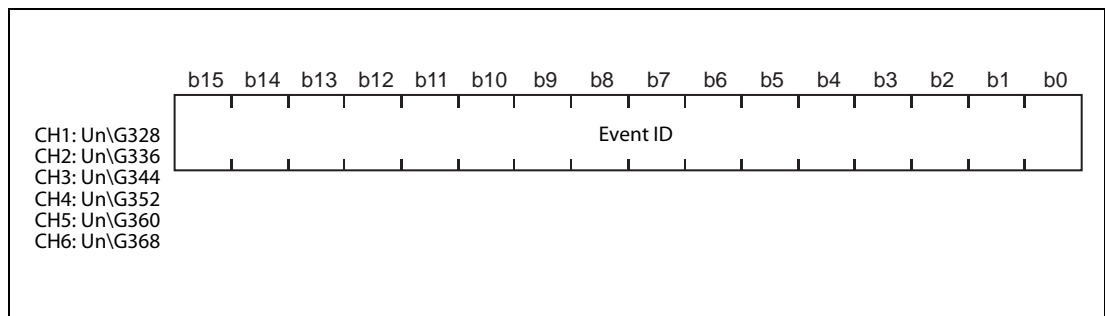 b15 b14 b13 b12 b11 b10 b9 b8 b7 b6 b5 b4 b3 b2 b1 b0
CH1: Un\G328
Event ID
CH2: Un\G336
CH3: Un\G344
CH4: Un\G352
CH5: Un\G360
CH6: Un\G368